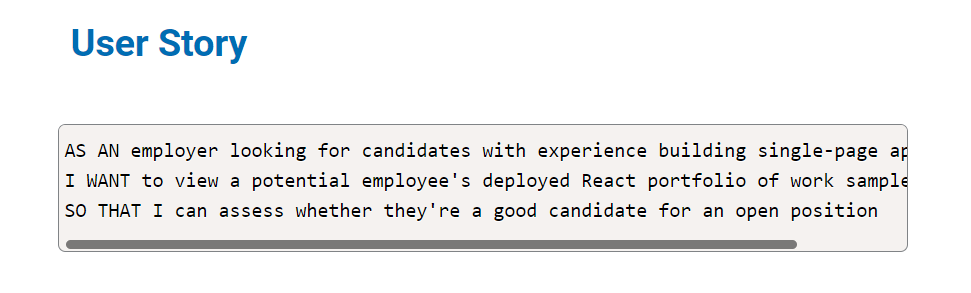 User Story
AS AN employer looking for candidates with experience building single-page ap
I WANT to view a potential employee's deployed React portfolio of work sample
SO THAT I can assess whether they're a good candidate for an open position